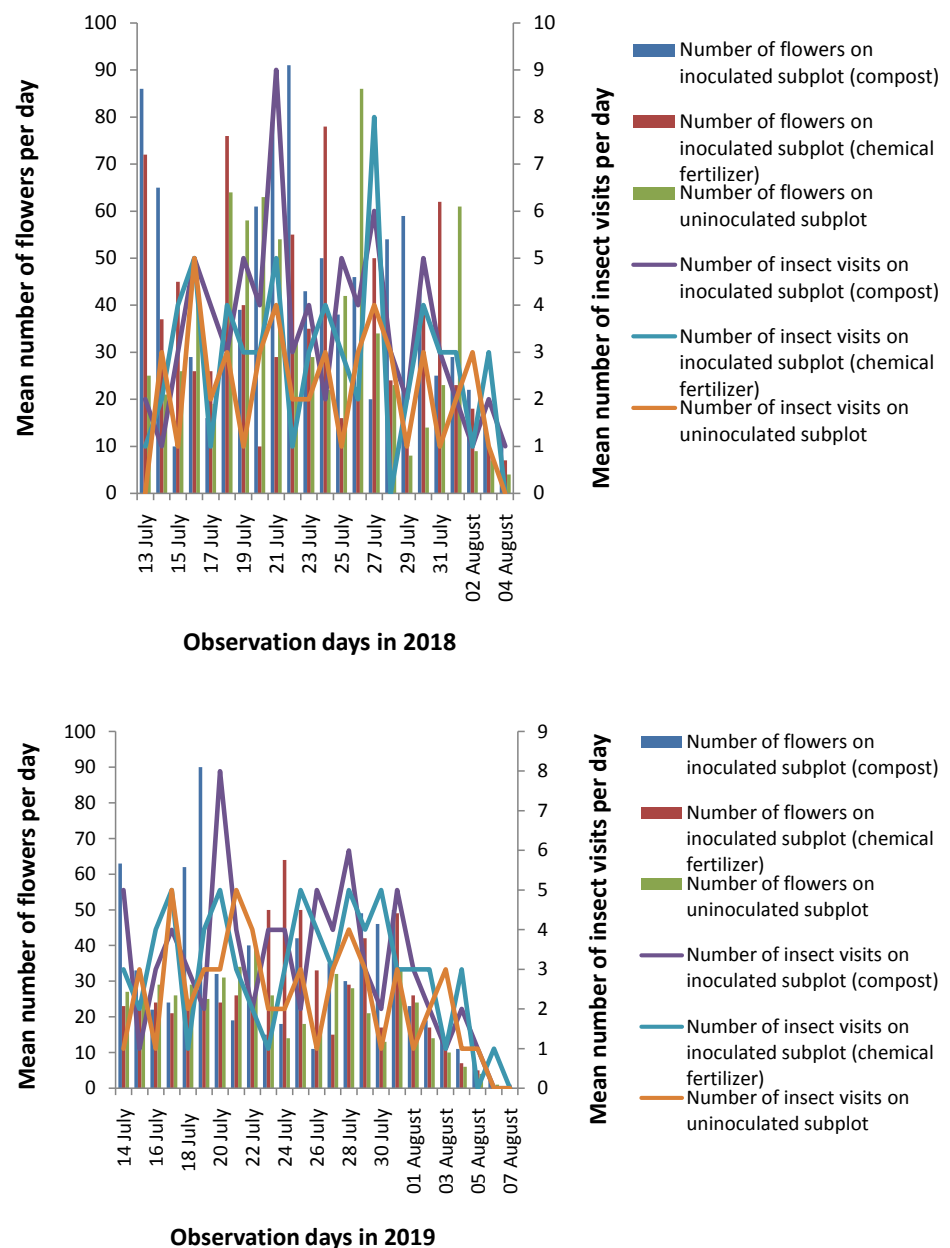 Mean number of flowers per day
100
90
80
70
60
50
40
30
20
10
0
10
9
8
7
6
5
4
3
2
1
0
Mean number of insect visits per day
13 July
15 July
17 July
19 July
21 July
23 July
25 July
27 July
29 July
31 July
02 August
04 August
Observation days in 2018
Number of flowers on
inoculated subplot (compost)
Number of flowers on
inoculated subplot (chemical
fertilizer)
Number of flowers on
uninoculated subplot
Number of insect visits on
inoculated subplot (compost)
Number of insect visits on
inoculated subplot (chemical
fertilizer)
Number of insect visits on
uninoculated subplot
Mean number of flowers per day
100
90
80
70
60
50
40
30
20
10
0
9
8
7
6
5
4
3
2
1
0
Mean number of insect visits per day
14 July
16 July
18 July
20 July
22 July
24 July
26 July
28 July
30 July
01 August
03 August
05 August
07 August
Observation days in 2019
Number of flowers on
inoculated subplot (compost)
Number of flowers on
inoculated subplot (chemical
fertilizer)
Number of flowers on
uninoculated subplot
Number of insect visits on
inoculated subplot (compost)
Number of insect visits on
inoculated subplot (chemical
fertilizer)
Number of insect visits on
uninoculated subplot